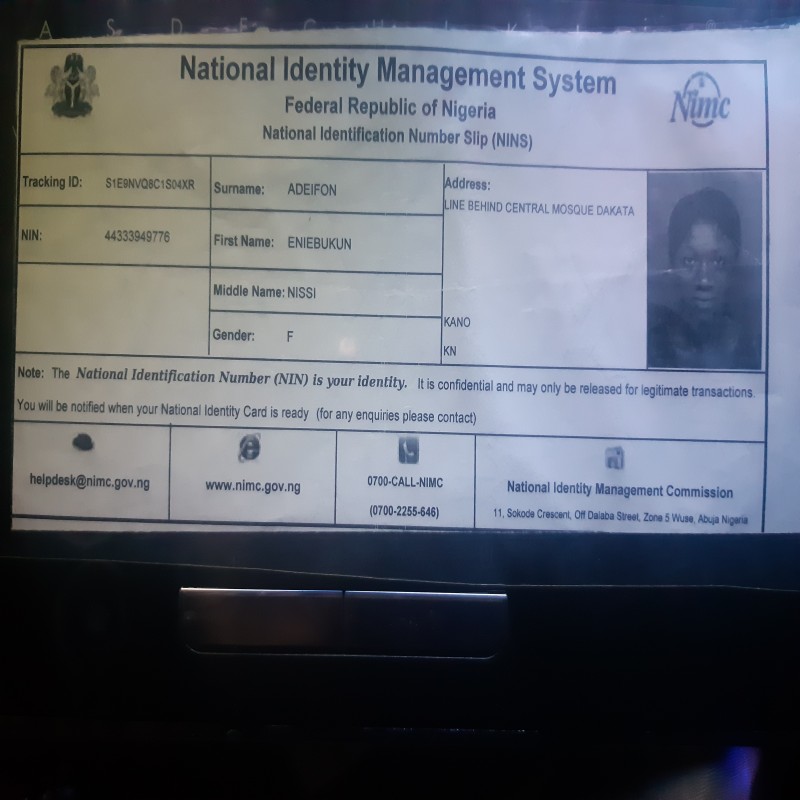 A S D
National Identity Management System
Federal Republic of Nigeria
National Identification Number Slip (NINS)
Nimc
Tracking ID: S1E9NVQ8C1S04XR
Surname: ADEIFON
Address:
LINE BEHIND CENTRAL MOSQUE DAKATA
NIN: 44333949776
First Name: ENIEBUKUN
Middle Name: NISSI
Gender: F
KANO
KN
Note: The National Identification Number (NIN) is your identity. It is confidential and may only be released for legitimate transactions.
You will be notified when your National Identity Card is ready (for any enquiries please contact)
helpdesk@nimc.gov.ng
www.nimc.gov.ng
0700-CALL-NIMC
(0700-2255-646)
National Identity Management Commission
11, Sokode Crescent, Off Dalaba Street, Zone 5 Wuse, Abuja Nigeria